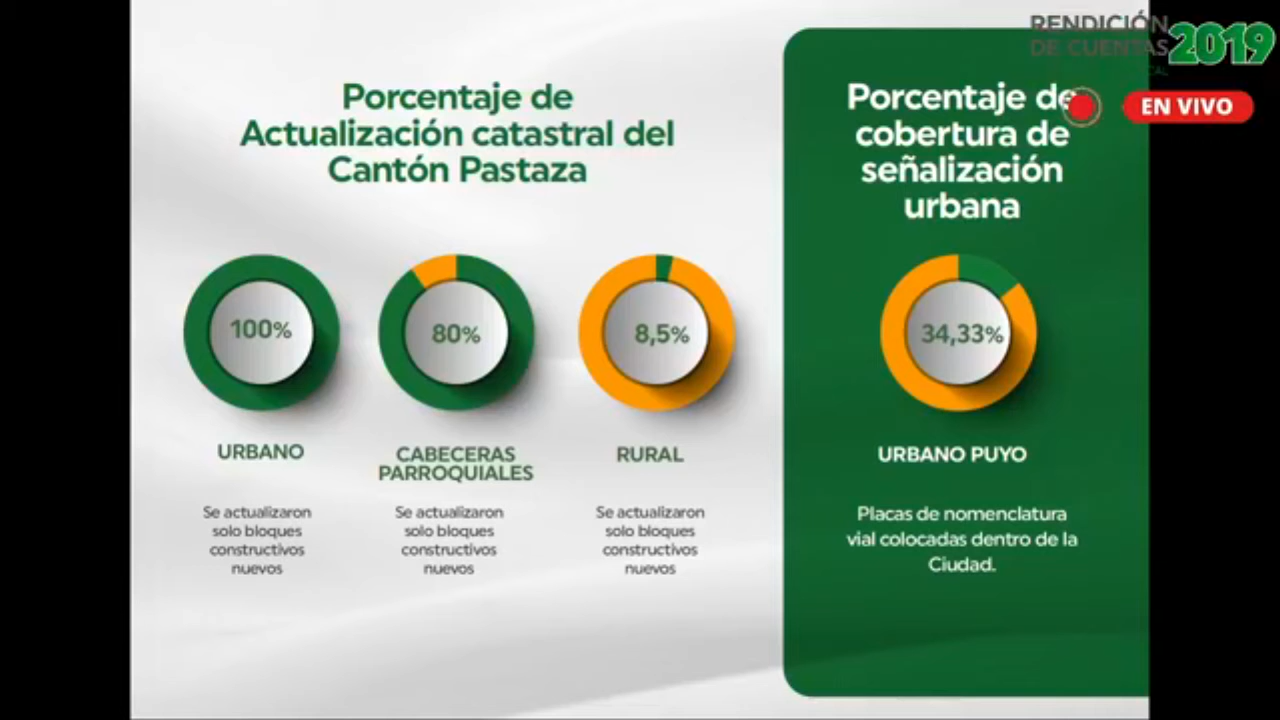 RENDICIÓN
DE CUENTAS
2019
EN VIVO
Porcentaje de
Actualización catastral del
Cantón Pastaza
100%
URBANO
Se actualizaron
solo bloques
constructivos
nuevos
80%
CABECERAS
PARROQUIALES
Se actualizaron
solo bloques
constructivos
nuevos
8,5%
RURAL
Se actualizaron
solo bloques
constructivos
nuevos
Porcentaje de
cobertura de
señalización
urbana
34,33%
URBANO PUYO
Placas de nomenclatura
vial colocadas dentro de la
Ciudad.